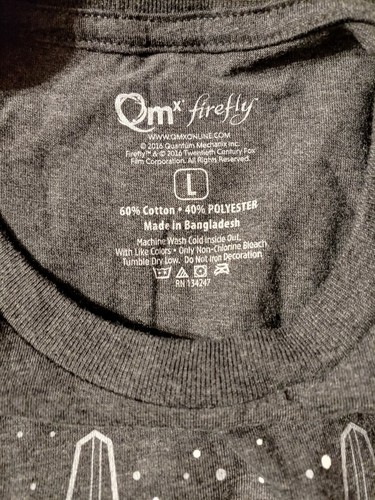 Qmx firefly™
WWW.QMXONLINE.COM
© 2016 Quantum Mechanix Inc.
Firefly™ & © 2016 Twentieth Century Fox
Film Corporation. All Rights Reserved.
L
60% Cotton • 40% POLYESTER
Made in Bangladesh
Machine Wash Cold Inside Out,
With Like Colors • Only Non-Chlorine Bleach
Tumble Dry Low. Do Not Iron Decoration
RN 134247